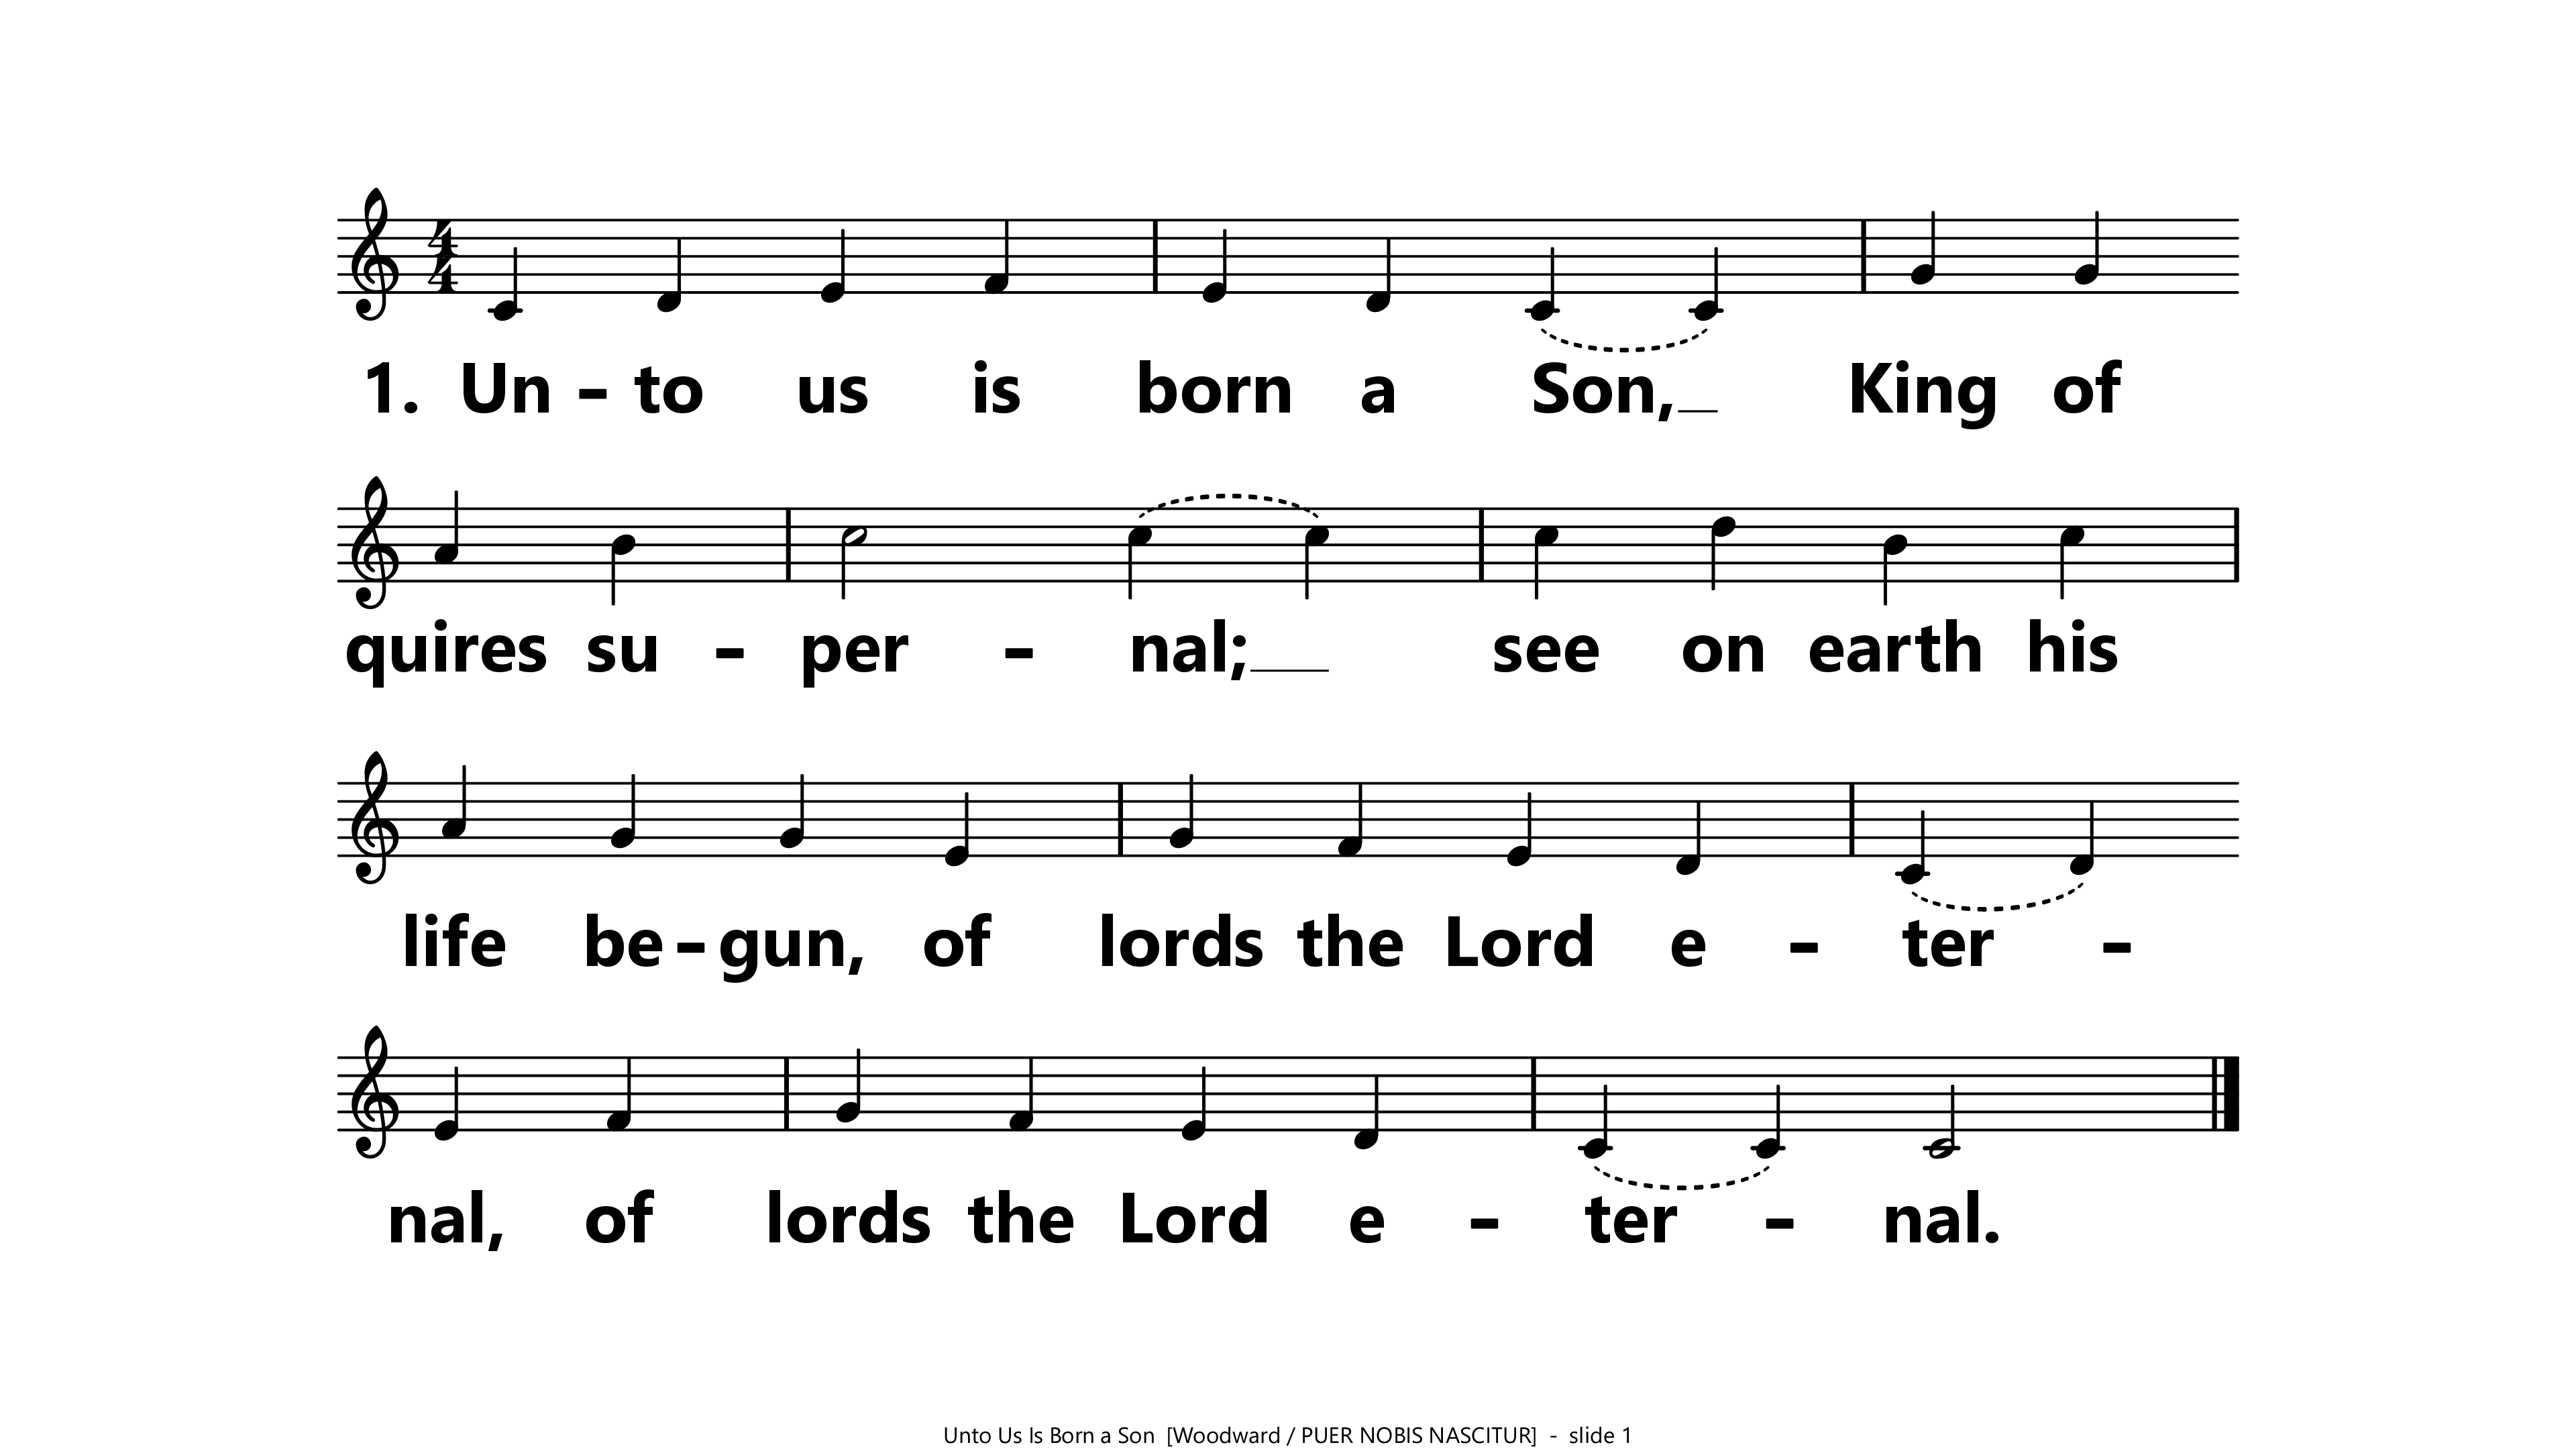 1. Un - to us is born a Son,_ King of
quires su - per - nal;__ see on earth his
life be - gun, of lords the Lord e - ter -
nal, of lords the Lord e - ter - nal.
Unto Us Is Born a Son [Woodward / PUER NOBIS NASCITUR] - slide 1